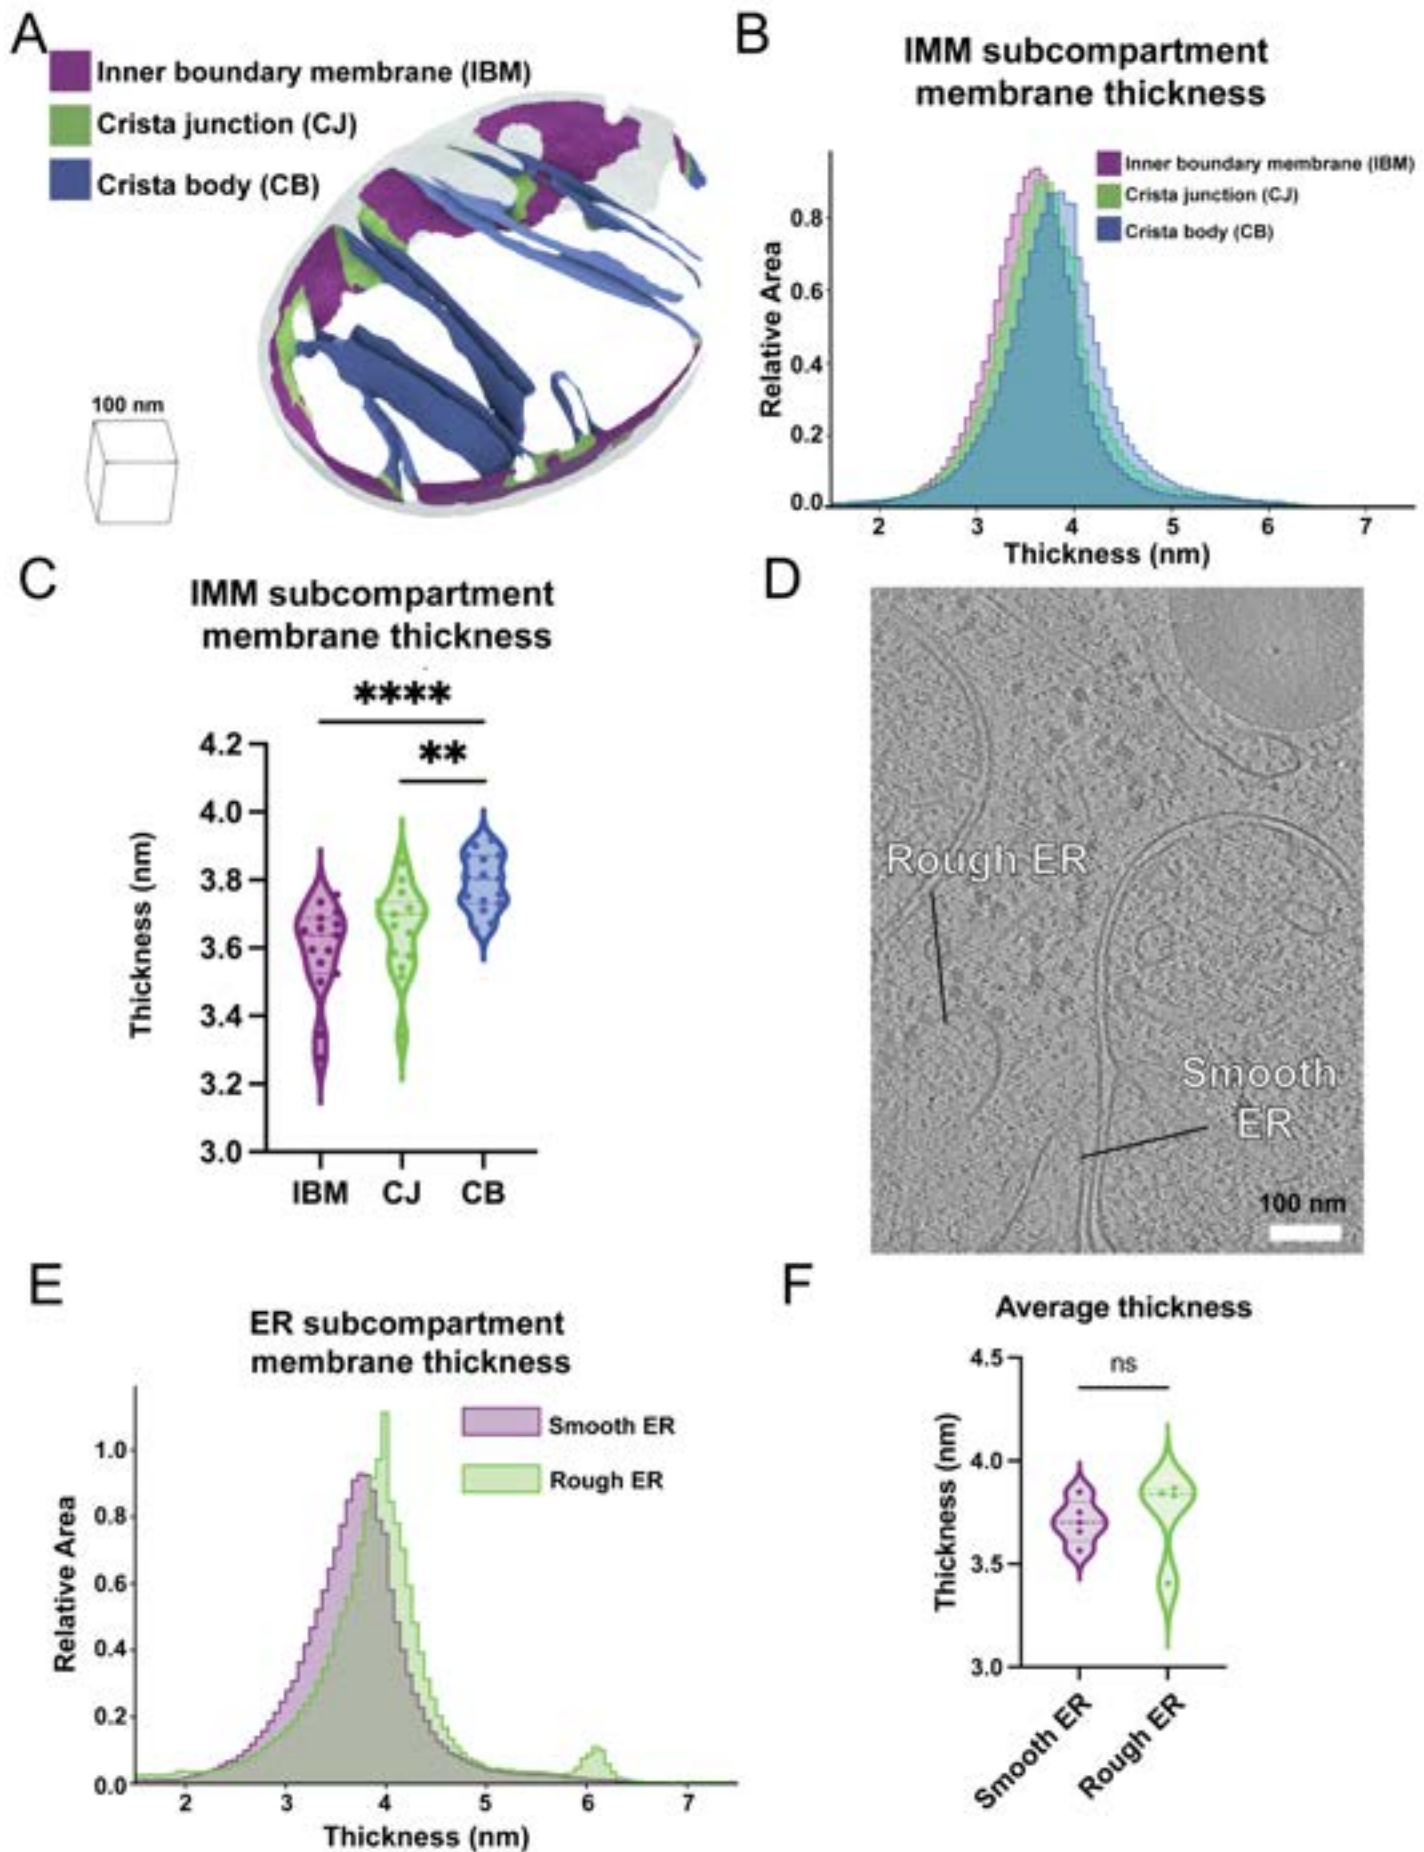 A
Inner boundary membrane (IBM)
Crista junction (CJ)
Crista body (CB)
100 nm
B
IMM subcompartment
membrane thickness
Inner boundary membrane (IBM)
Crista junction (CJ)
Crista body (CB)
Relative Area
0.8
0.6
0.4
0.2
0.0
2 3 4 5 6 7
Thickness (nm)
C
IMM subcompartment
membrane thickness
****
**
Thickness (nm)
4.2
4.0
3.8
3.6
3.4
3.2
3.0
IBM CJ CB
D
Rough ER
Smooth
ER
100 nm
E
ER subcompartment
membrane thickness
Smooth ER
Rough ER
Relative Area
1.0
0.8
0.6
0.4
0.2
0.0
2 3 4 5 6 7
Thickness (nm)
F
Average thickness
ns
Thickness (nm)
4.5
4.0
3.5
3.0
Smooth ER
Rough ER